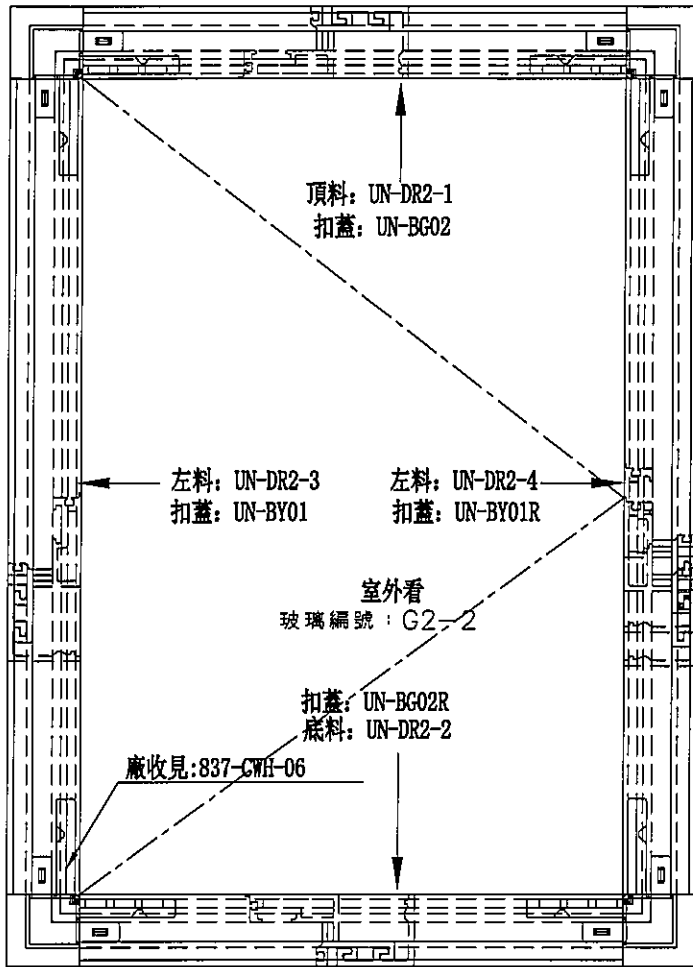 頂料: UN-DR2-1
扣蓋: UN-BG02
左料: UN-DR2-3
扣蓋: UN-BY01
左料: UN-DR2-4
扣蓋: UN-BY01R
室外看
玻璃編號：G2-2
扣蓋: UN-BG02R
底料: UN-DR2-2
廠收見:837-CWH-06